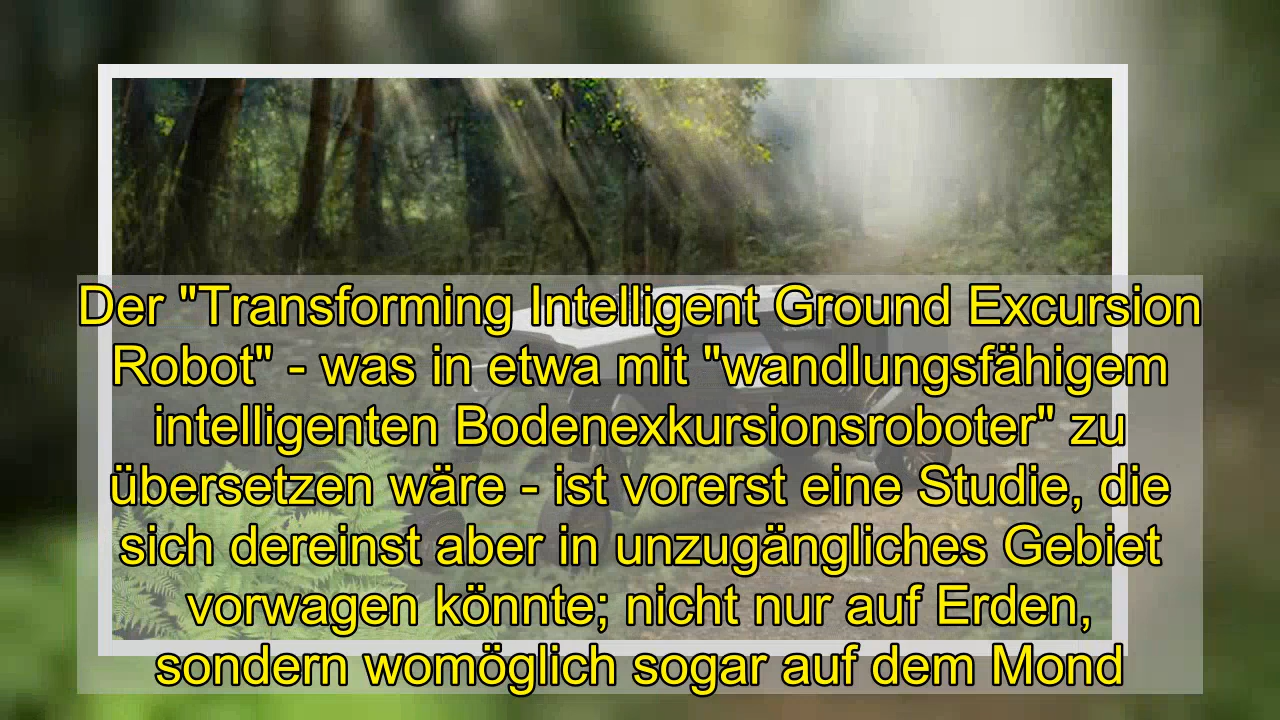 Der "Transforming Intelligent Ground Excursion
Robot" - was in etwa mit "wandlungsfähigem
intelligenten Bodenexkursionsroboter" zu
übersetzen wäre - ist vorerst eine Studie, die
sich dereinst aber in unzugängliches Gebiet
vorwagen könnte; nicht nur auf Erden,
sondern womöglich sogar auf dem Mond